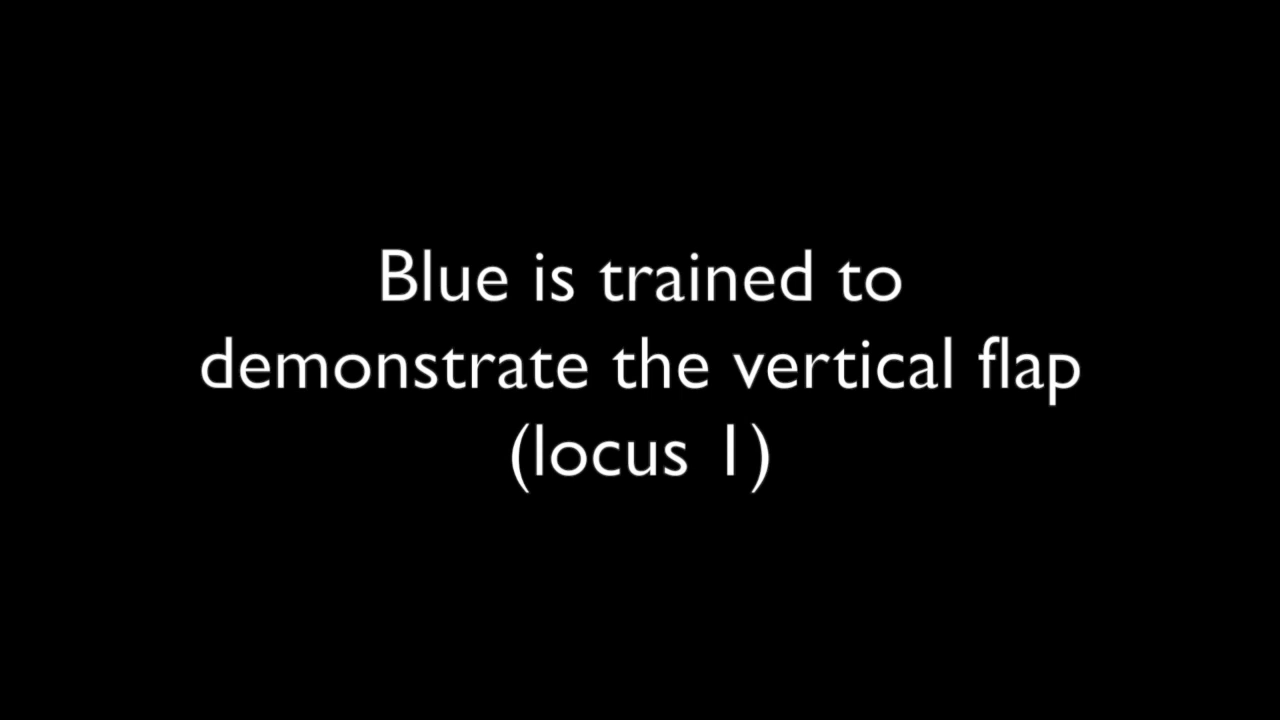 Blue is trained to
demonstrate the vertical flap
(locus 1)